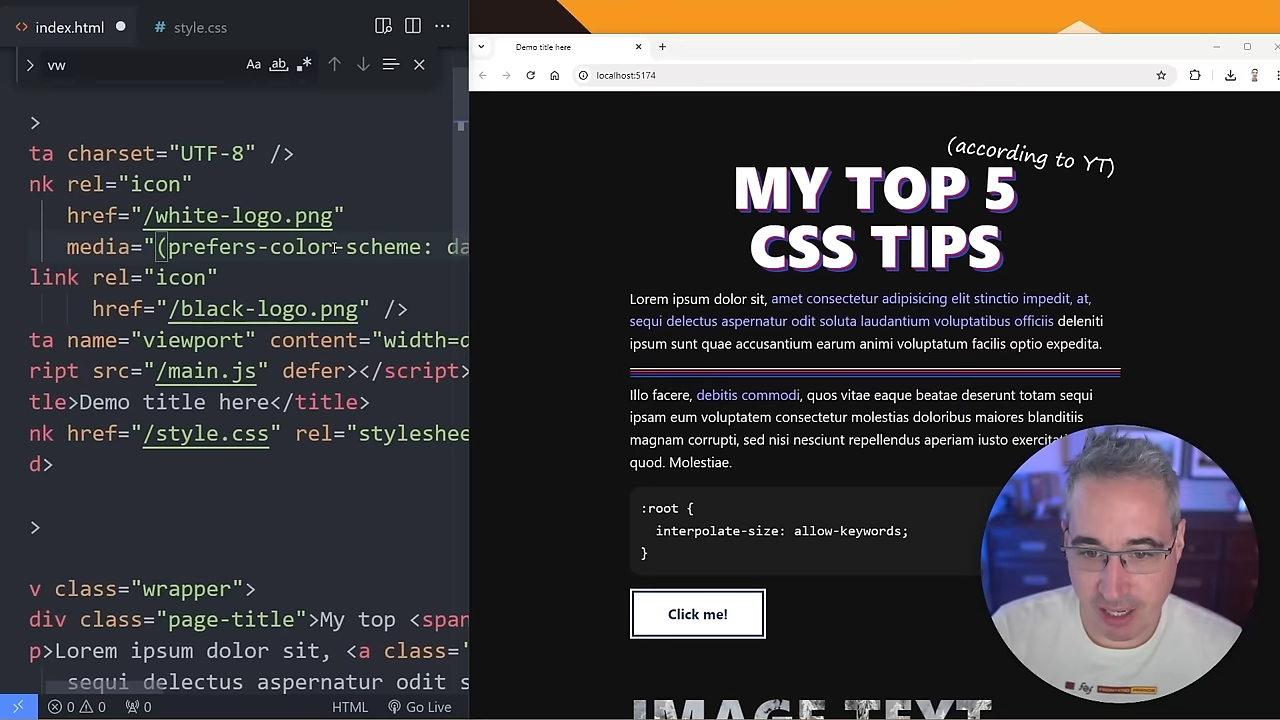 index.html
style.css
vw
Aa
ab
>
ta charset="UTF-8" />
nk rel="icon"
href="/white-logo.png"
media="(prefers-color-scheme: da
link rel="icon"
href="/black-logo.png" />
ta name="viewport" content="width=d
ript src="/main.js" defer></script>
tle>Demo title here</title>
nk href="/style.css" rel="styleshee
d>
>
v class="wrapper">
div class="page-title">My top <span
p>Lorem ipsum dolor sit, <a class="
sequi delectus aspernatur odit s
0 0 0
HTML
Go Live
Demo title here
localhost:5174
(according to YT)
MY TOP 5
CSS TIPS
Lorem ipsum dolor sit, amet consectetur adipisicing elit stinctio impedit, at,
sequi delectus aspernatur odit soluta laudantium voluptatibus officiis deleniti
ipsum sunt quae accusantium earum animi voluptatum facilis optio expedita.
Illo facere, debitis commodi, quos vitae eaque beatae deserunt totam sequi
ipsam eum voluptatem consectetur molestias doloribus maiores blanditiis
magnam corrupti, sed nisi nesciunt repellendus aperiam iusto
quod. Molestiae.
:root {
interpolate-size: allow-keywords;
}
Click me!
IMAGE TEXT